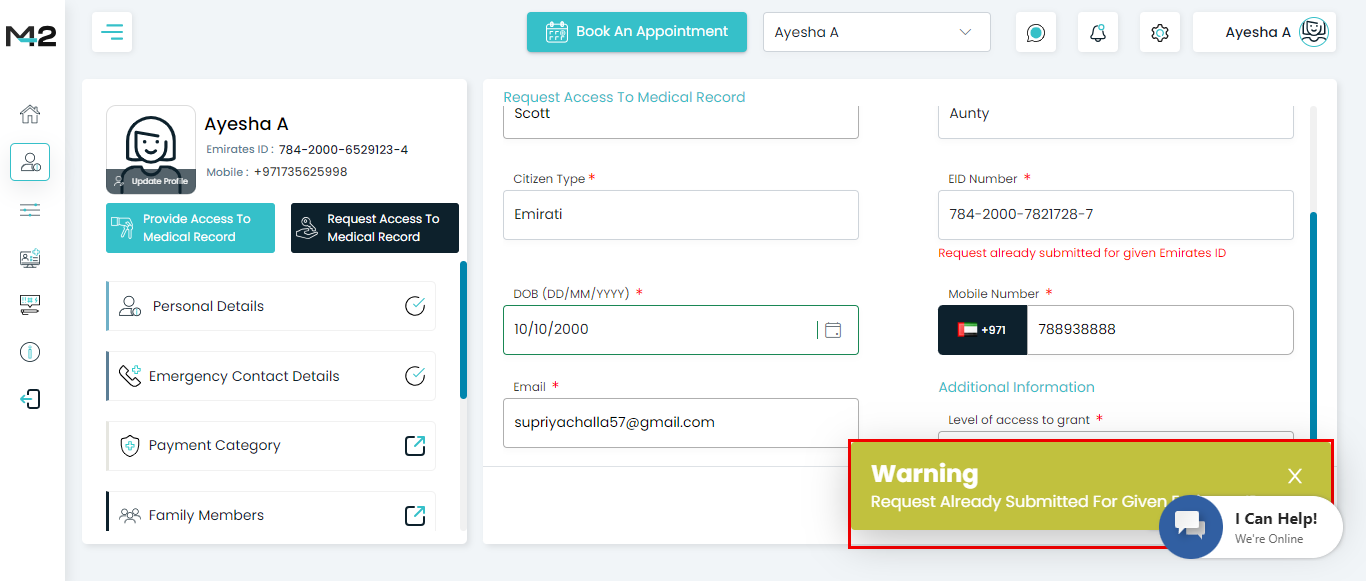 M42
Book An Appointment
Ayesha A
Ayesha A
Ayesha A
Emirates ID : 784-2000-6529123-4
Mobile : +971735625998
Update Profile
Provide Access To
Medical Record
Request Access To
Medical Record
Personal Details
Emergency Contact Details
Payment Category
Family Members
Request Access To Medical Record
Scott
Aunty
Citizen Type *
Emirati
EID Number *
784-2000-7821728-7
Request already submitted for given Emirates ID
DOB (DD/MM/YYYY) *
10/10/2000
Mobile Number *
+971 788938888
Email *
supriyachalla57@gmail.com
Additional Information
Level of access to grant *
Warning
X
Request Already Submitted For Given
I Can Help!
We're Online